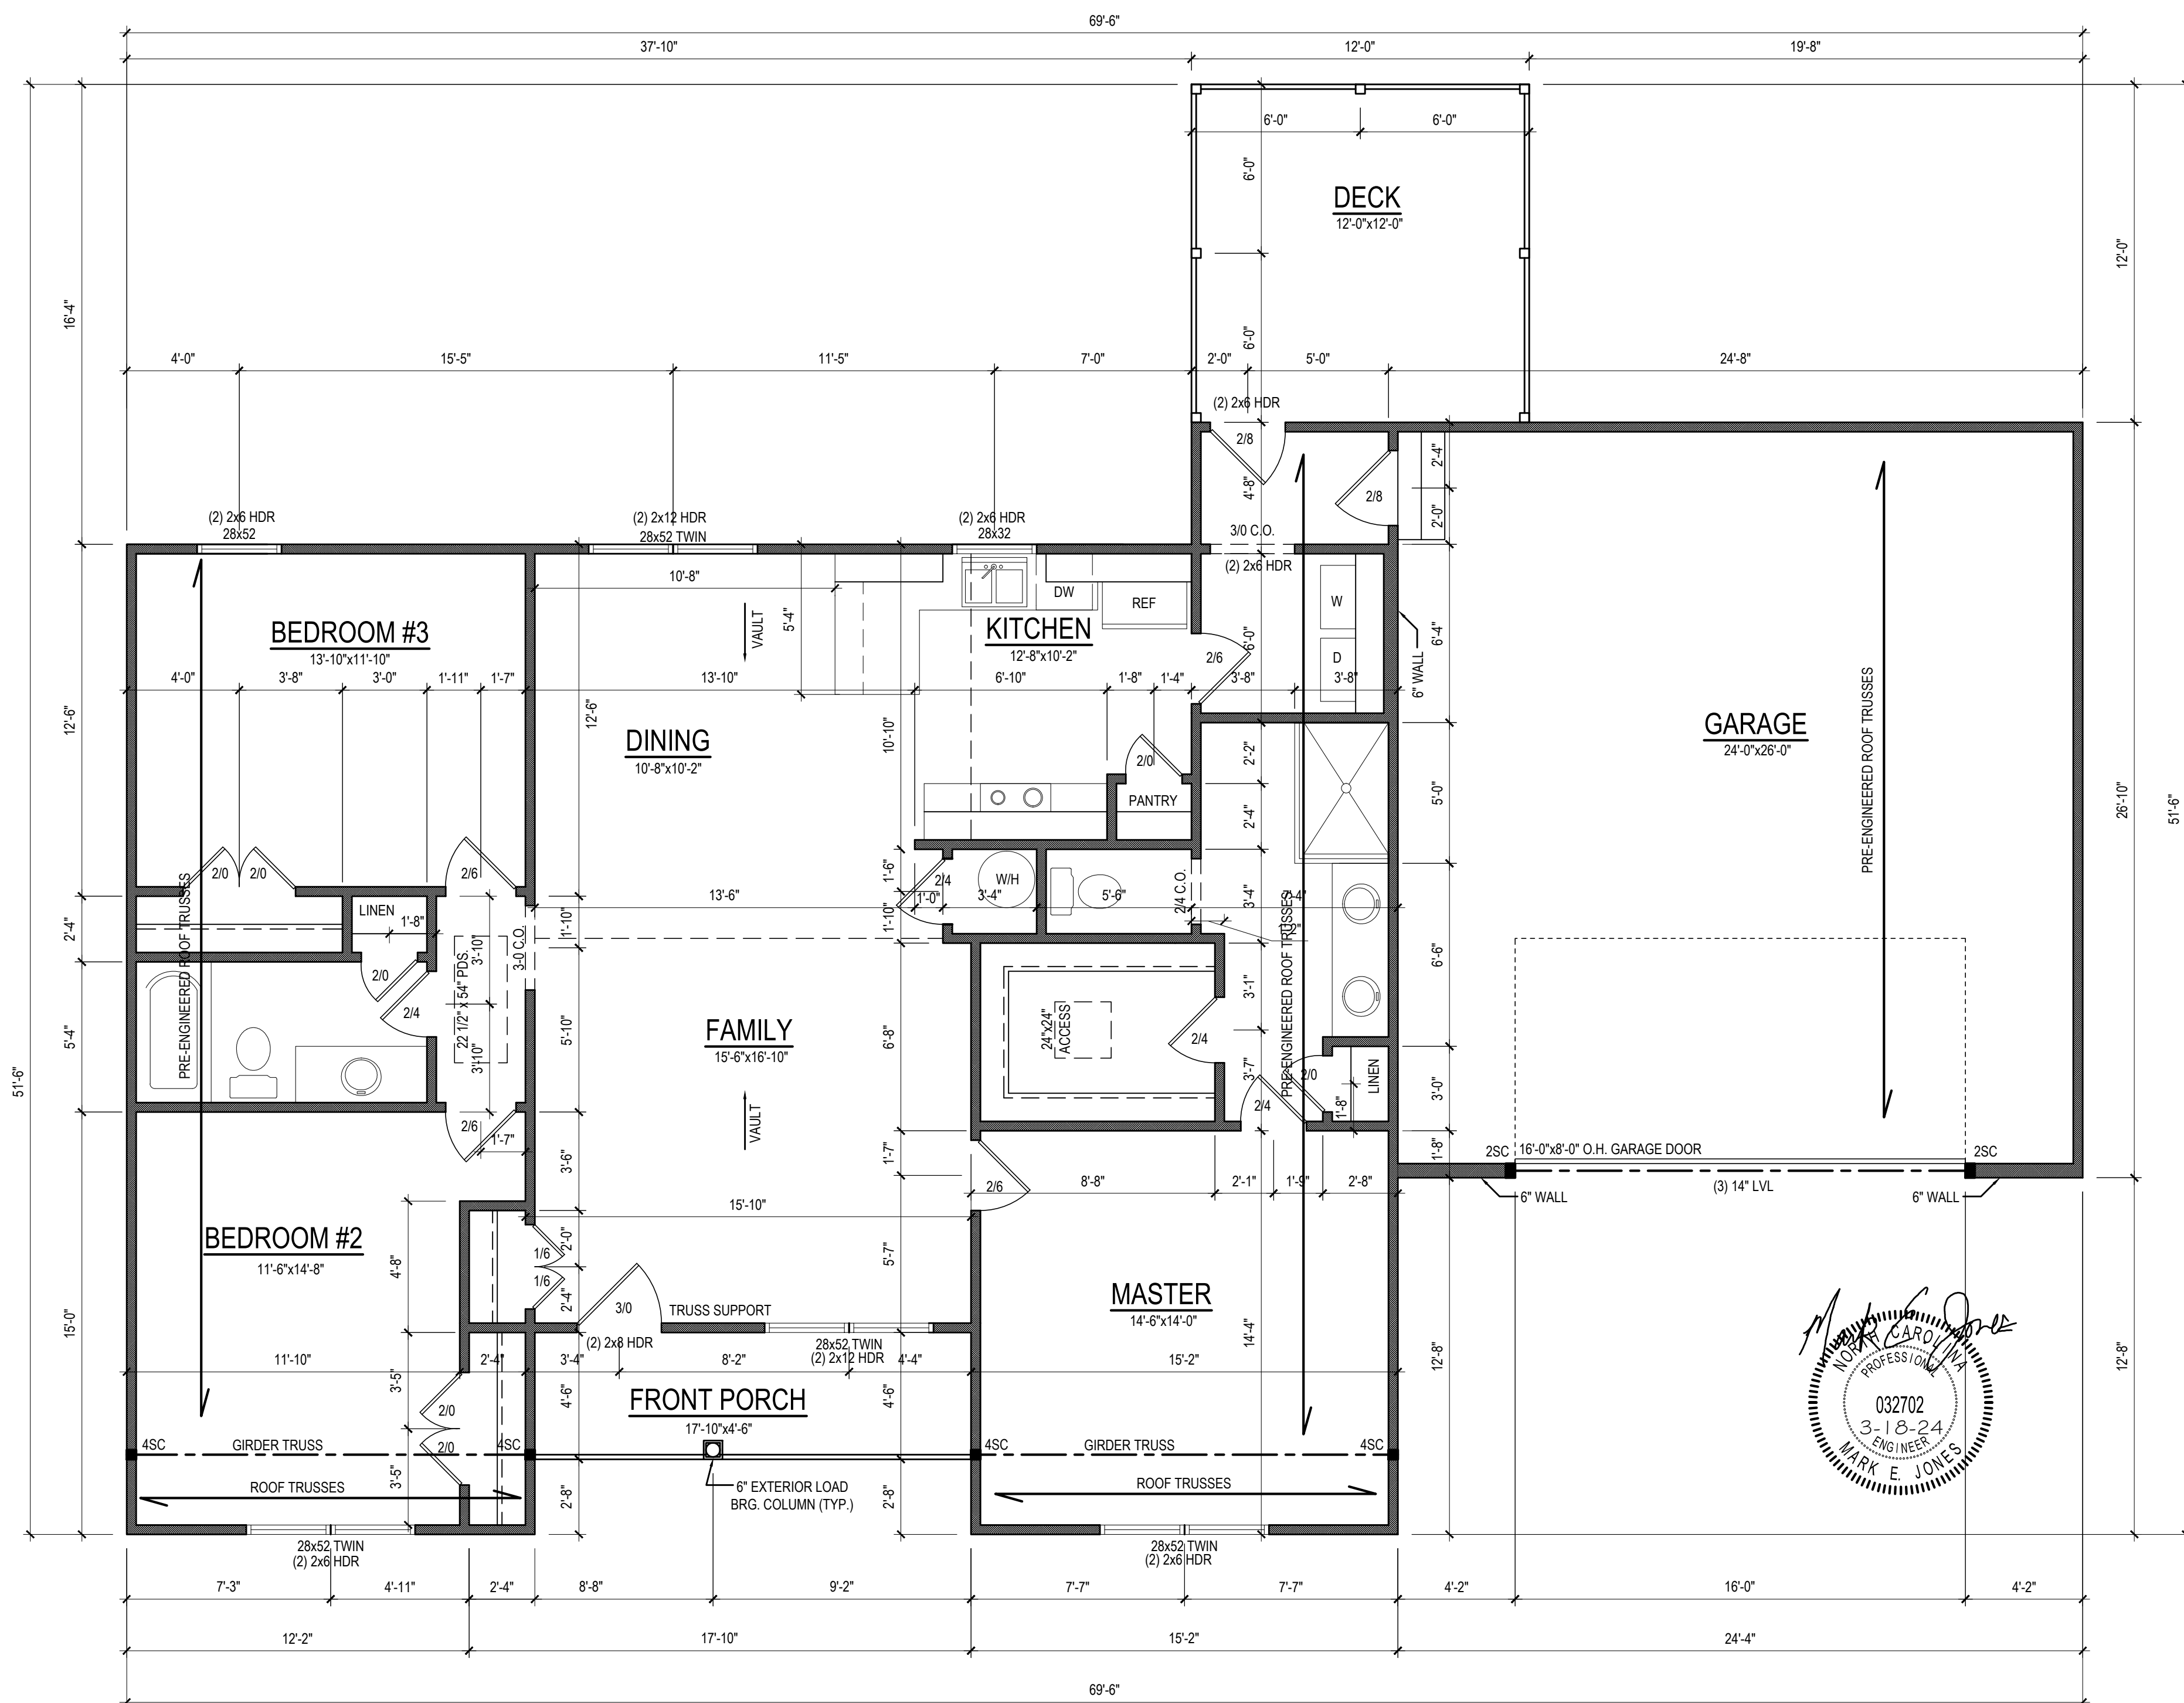 69'-6"
37'-10"
12'-0"
19'-8"
6'-0"
6'-0"
6'-0"
DECK
12'-0"x12'-0"
12'-0"
16'-4"
6'-0"
4'-0"
15'-5"
11'-5"
7'-0"
2'-0"
5'-0"
24'-8"
(2) 2x6 HDR
2/8
2'-4"
4'-8"
2/8
2'-0"
(2) 2x6 HDR
28x52
(2) 2x12 HDR
28x52 TWIN
(2) 2x6 HDR
28x32
3/0 C.O.
(2) 2x6 HDR
10'-8"
DW
REF
W
VAULT
5'-4"
BEDROOM #3
13'-10"x11'-10"
KITCHEN
12'-8"x10'-2"
6'-0"
6'-4"
2/6
D
6" WALL
4'-0"
3'-8"
3'-0"
1'-11"
1'-7"
13'-10"
6'-10"
1'-8"
1'-4"
3'-8"
3'-8"
12'-6"
12'-6"
DINING
10'-8"x10'-2"
10'-10"
GARAGE
24'-0"x26'-0"
PRE-ENGINEERED ROOF TRUSSES
26'-10"
51'-6"
2'-2"
2/0
PANTRY
5'-0"
2'-4"
2/0
2/0
2/6
1'-6"
2/4
W/H
13'-6"
1'-0"
3'-4"
5'-6"
2/4 C.O.
3'-4"
7'-4"
LINEN
1'-8"
1'-10"
1'-10"
1'-2"
2'-4"
3'-10"
3-0 C.O.
22 1/2" x 54" PDS.
PRE-ENGINEERED ROOF TRUSSES
2/0
2/4
5'-4"
3'-10"
5'-10"
FAMILY
15'-6"x16'-10"
6'-8"
24"x24"
ACCESS
3'-1"
2/4
6'-6"
PRE-ENGINEERED ROOF TRUSSES
51'-6"
3'-7"
2/0
LINEN
3'-0"
1'-8"
2/4
2/6
1'-7"
VAULT
3'-6"
1'-7"
1'-8"
2SC
16'-0"x8'-0" O.H. GARAGE DOOR
2SC
6" WALL
(3) 14" LVL
6" WALL
2/6
8'-8"
2'-1"
1'-9"
2'-8"
15'-10"
BEDROOM #2
11'-6"x14'-8"
4'-8"
1/6
2'-0"
1/6
2'-4"
5'-7"
15'-0"
3/0
TRUSS SUPPORT
MASTER
14'-6"x14'-0"
14'-4"
(2) 2x8 HDR
28x52 TWIN
(2) 2x12 HDR
11'-10"
2'-4"
3'-4"
8'-2"
4'-4"
15'-2"
12'-8"
12'-8"
3'-5"
4'-6"
4'-6"
FRONT PORCH
17'-10"x4'-6"
2/0
2/0
3'-5"
4SC
GIRDER TRUSS
4SC
4SC
GIRDER TRUSS
4SC
ROOF TRUSSES
2'-8"
6" EXTERIOR LOAD
BRG. COLUMN (TYP.)
2'-8"
ROOF TRUSSES
Mark E. Jones
NORTH CAROLINA
PROFESSIONAL
032702
3-18-24
ENGINEER
MARK E. JONES
28x52 TWIN
(2) 2x6 HDR
28x52 TWIN
(2) 2x6 HDR
7'-3"
4'-11"
2'-4"
8'-8"
9'-2"
7'-7"
7'-7"
4'-2"
16'-0"
4'-2"
12'-2"
17'-10"
15'-2"
24'-4"
69'-6"